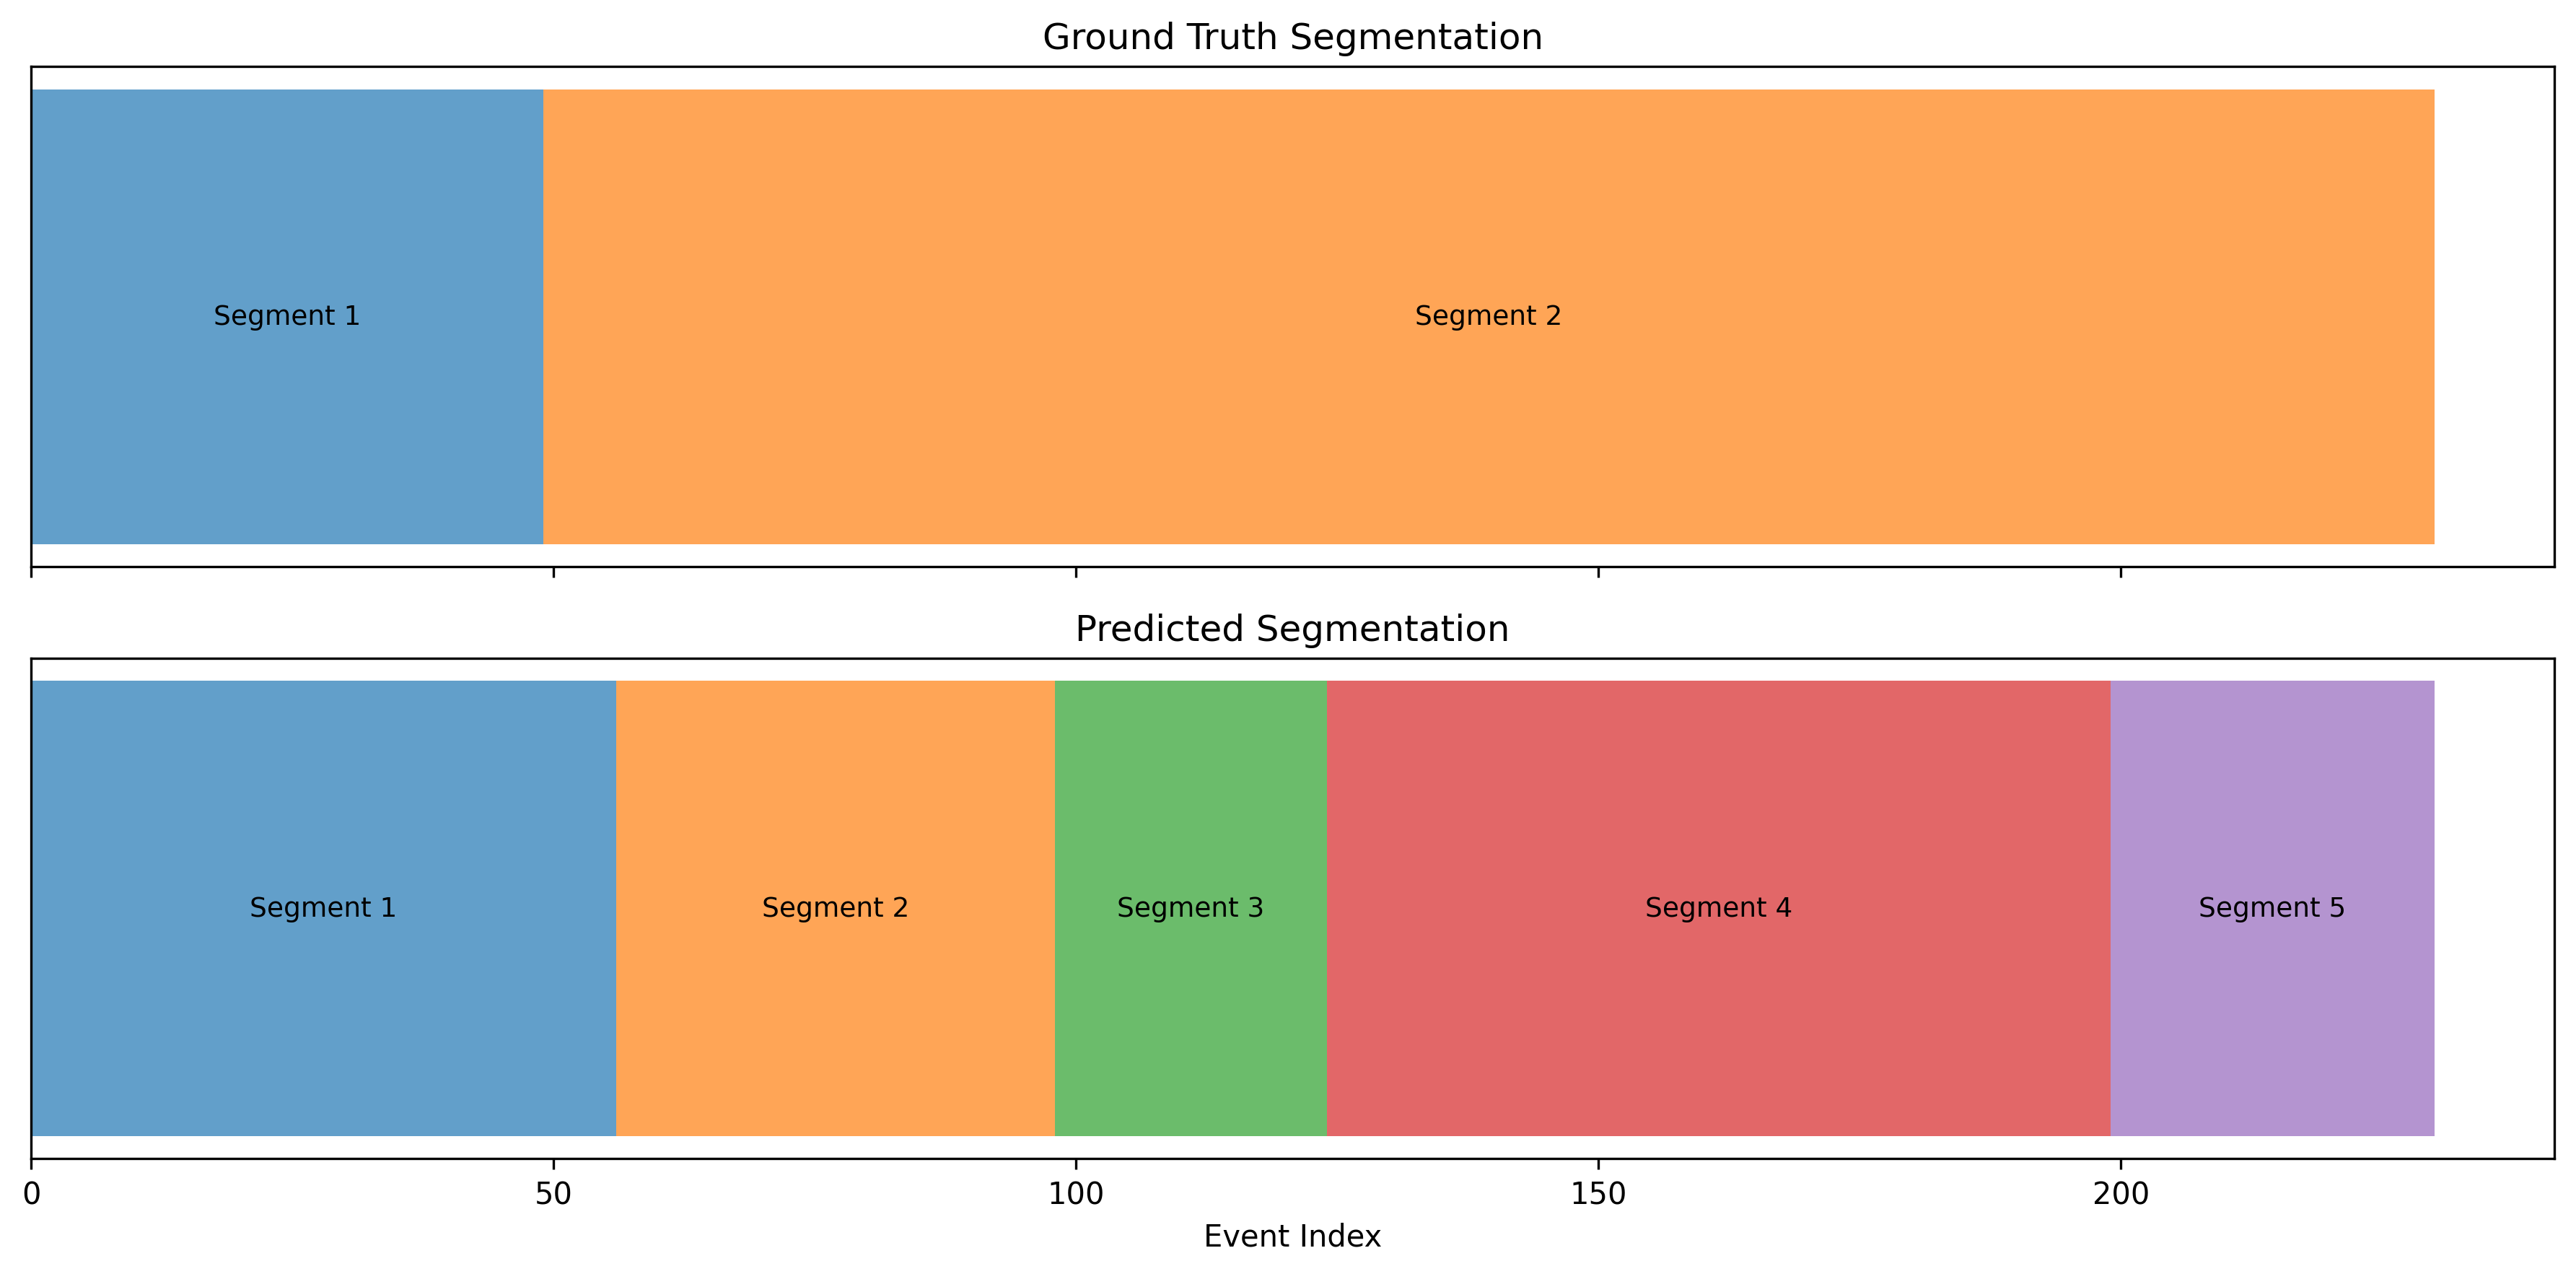 Ground Truth Segmentation
Segment 1
Segment 2
Predicted Segmentation
Segment 1
Segment 2
Segment 3
Segment 4
Segment 5
0
50
100
150
200
Event Index